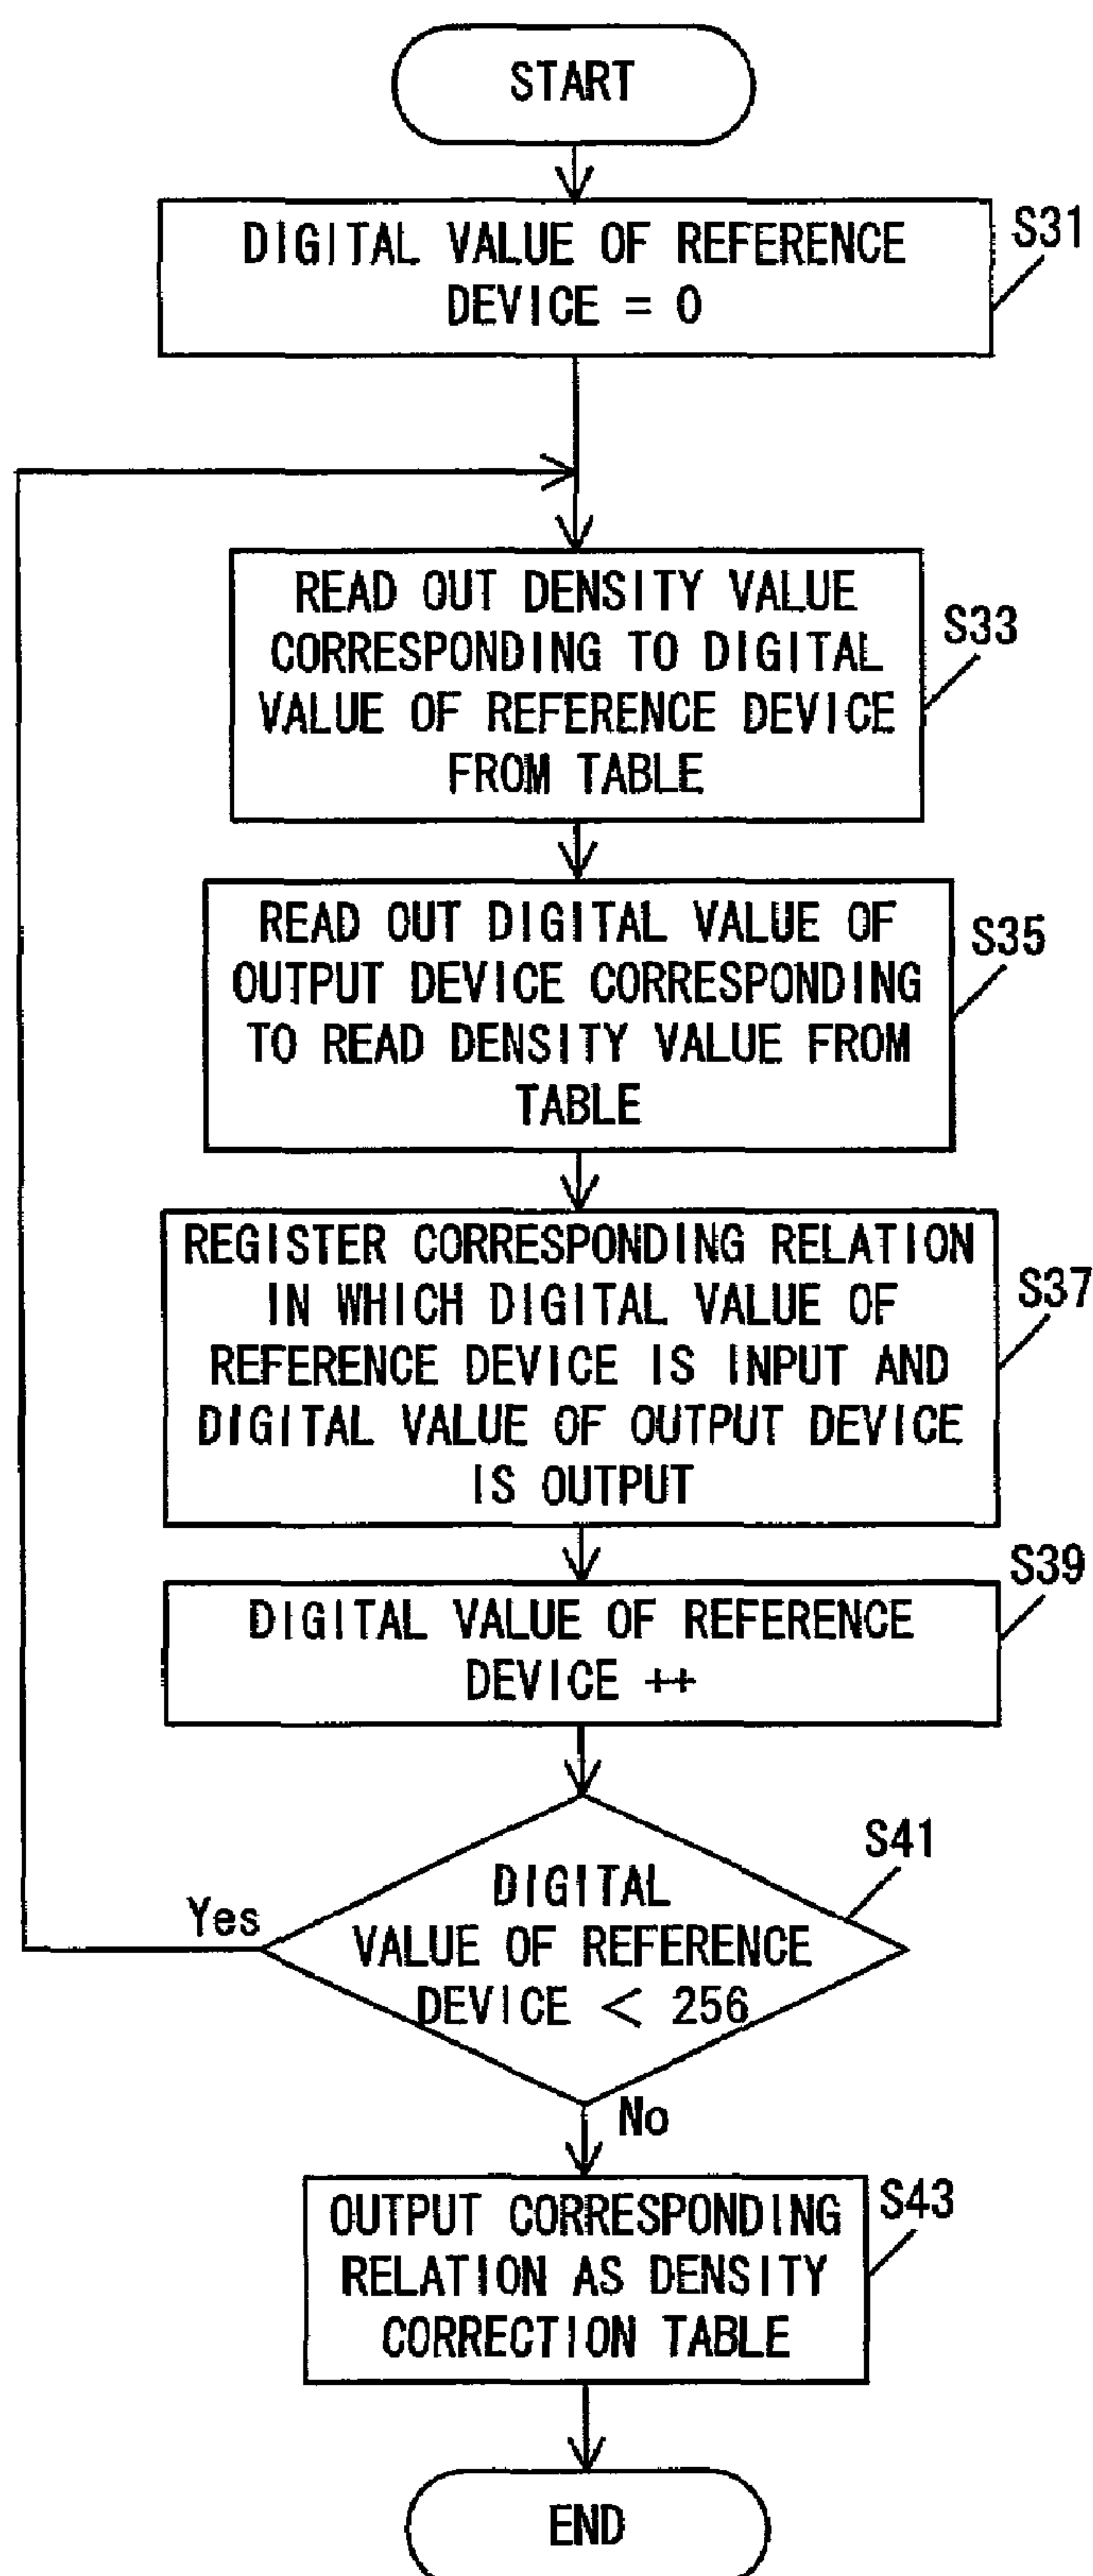 START
DIGITAL VALUE OF REFERENCE
DEVICE = 0
S31
READ OUT DENSITY VALUE
CORRESPONDING TO DIGITAL
VALUE OF REFERENCE DEVICE
FROM TABLE
S33
READ OUT DIGITAL VALUE OF
OUTPUT DEVICE CORRESPONDING
TO READ DENSITY VALUE FROM
TABLE
S35
REGISTER CORRESPONDING RELATION
IN WHICH DIGITAL VALUE OF
REFERENCE DEVICE IS INPUT AND
DIGITAL VALUE OF OUTPUT DEVICE
IS OUTPUT
S37
DIGITAL VALUE OF REFERENCE
DEVICE ++
S39
DIGITAL
VALUE OF REFERENCE
DEVICE < 256
S41
Yes
No
OUTPUT CORRESPONDING
RELATION AS DENSITY
CORRECTION TABLE
S43
END